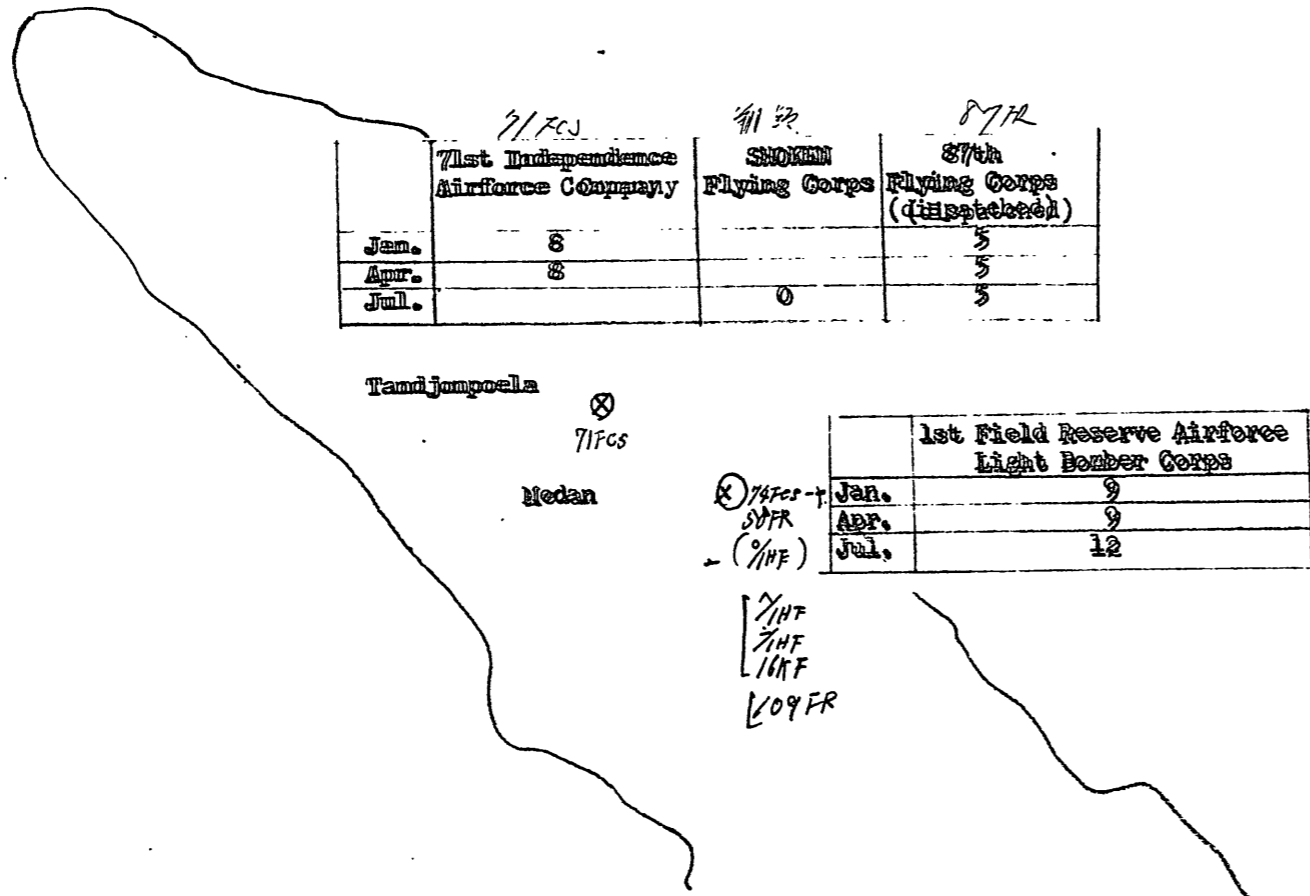 71FCS 87FR
71st Independence SHOKEN 87th
Airforce Company Flying Corps Flying Corps
(dispatched)
Jan. 8 5
Apr. 8 5
Jul. 0 5
Tandjonpoela
71FCS
1st Field Reserve Airforce
Light Bomber Corps
Medan
74FCS Jan. 9
58FR Apr. 9
Jul. 12
16KF
109FR